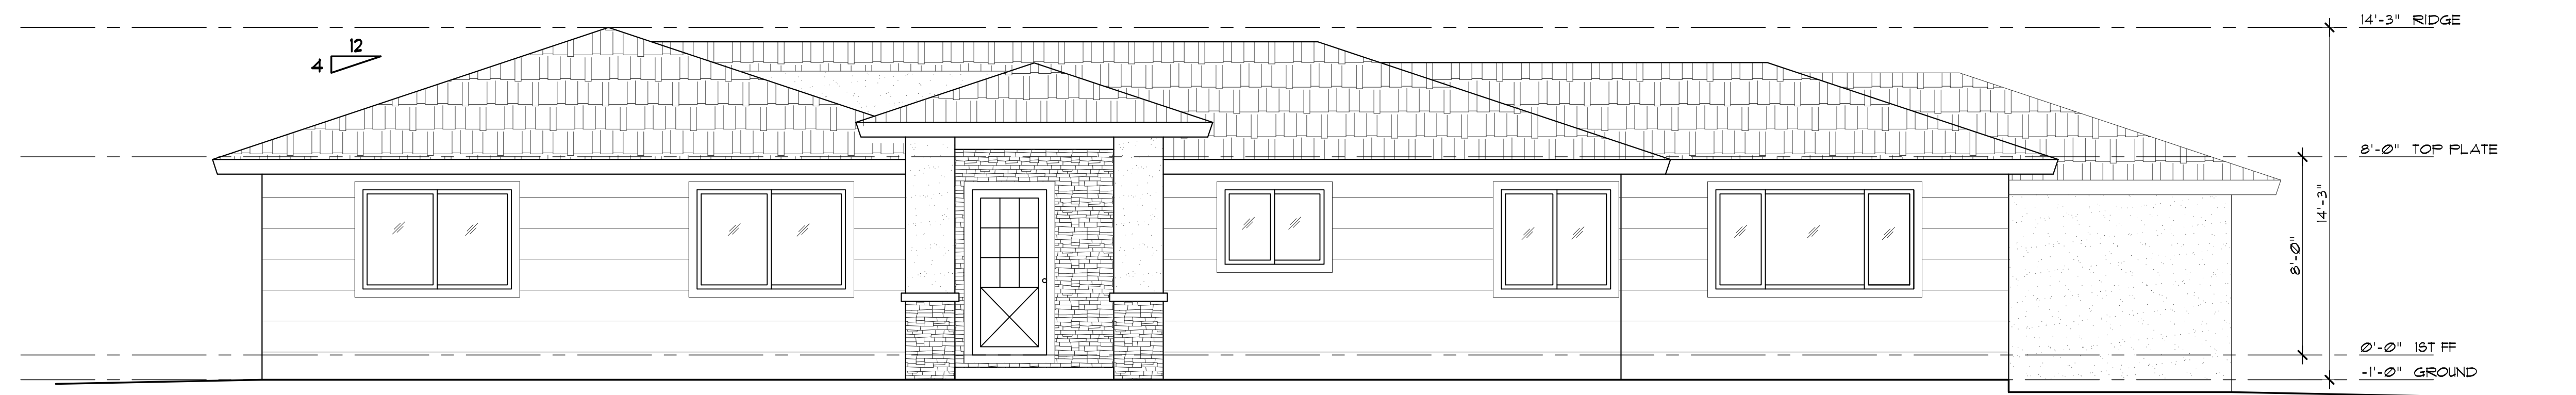 14'-3" RIDGE
12
4
8'-0" TOP PLATE
14'-3"
8'-0"
0'-0" 1ST FF
-1'-0" GROUND